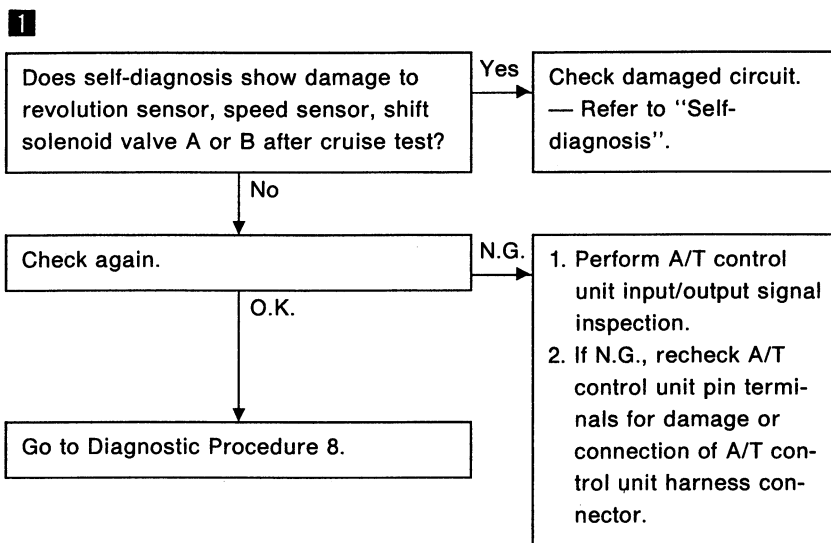 1
Does self-diagnosis show damage to
revolution sensor, speed sensor, shift
solenoid valve A or B after cruise test?
Yes
Check damaged circuit.
— Refer to "Self-
diagnosis".
No
Check again.
N.G.
1. Perform A/T control
unit input/output signal
inspection.
2. If N.G., recheck A/T
control unit pin termi-
nals for damage or
connection of A/T con-
trol unit harness con-
nector.
O.K.
Go to Diagnostic Procedure 8.